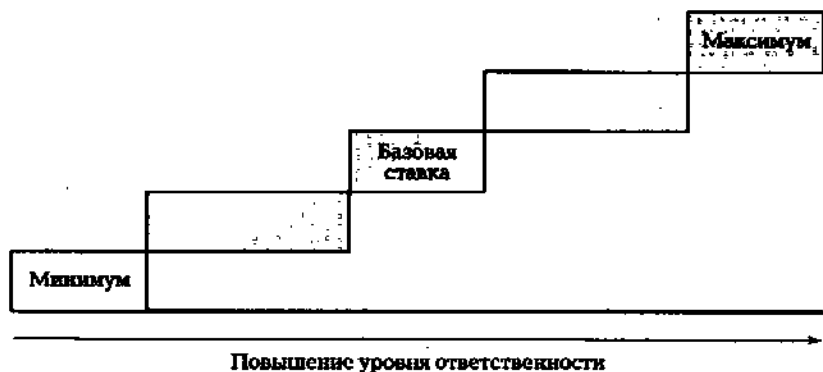 Максимум
Базовая
ставка
Минимум
Повышение уровня ответственности